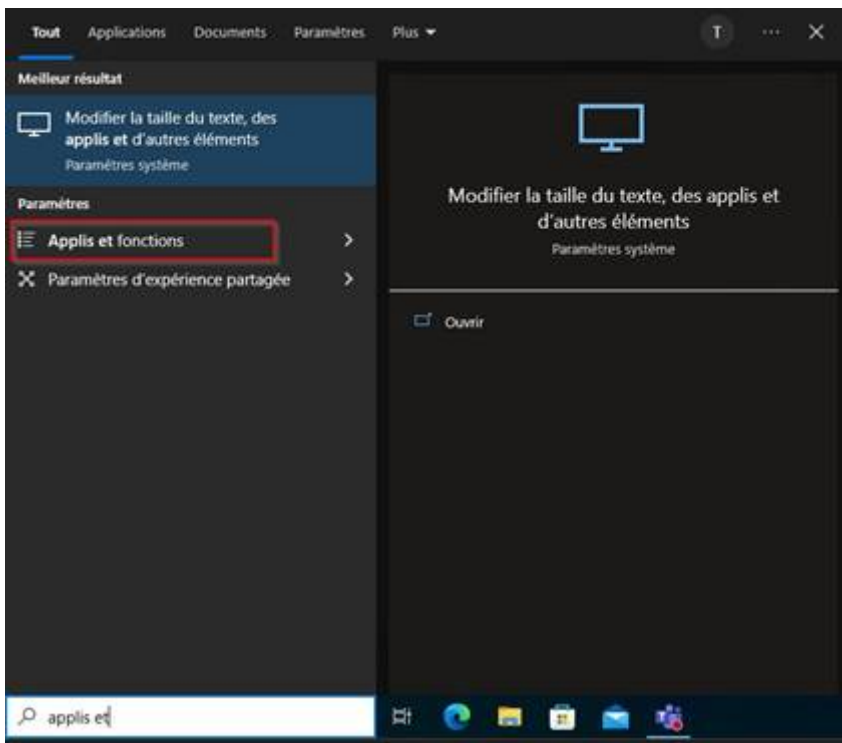 Tout Applications Documents Paramètres Plus T
Meilleur résultat
Modifier la taille du texte, des
applis et d'autres éléments
Paramètres système
Paramètres
Applis et fonctions
Paramètres d'expérience partagée
Modifier la taille du texte, des applis et
d'autres éléments
Paramètres système
Ouvrir
applis et